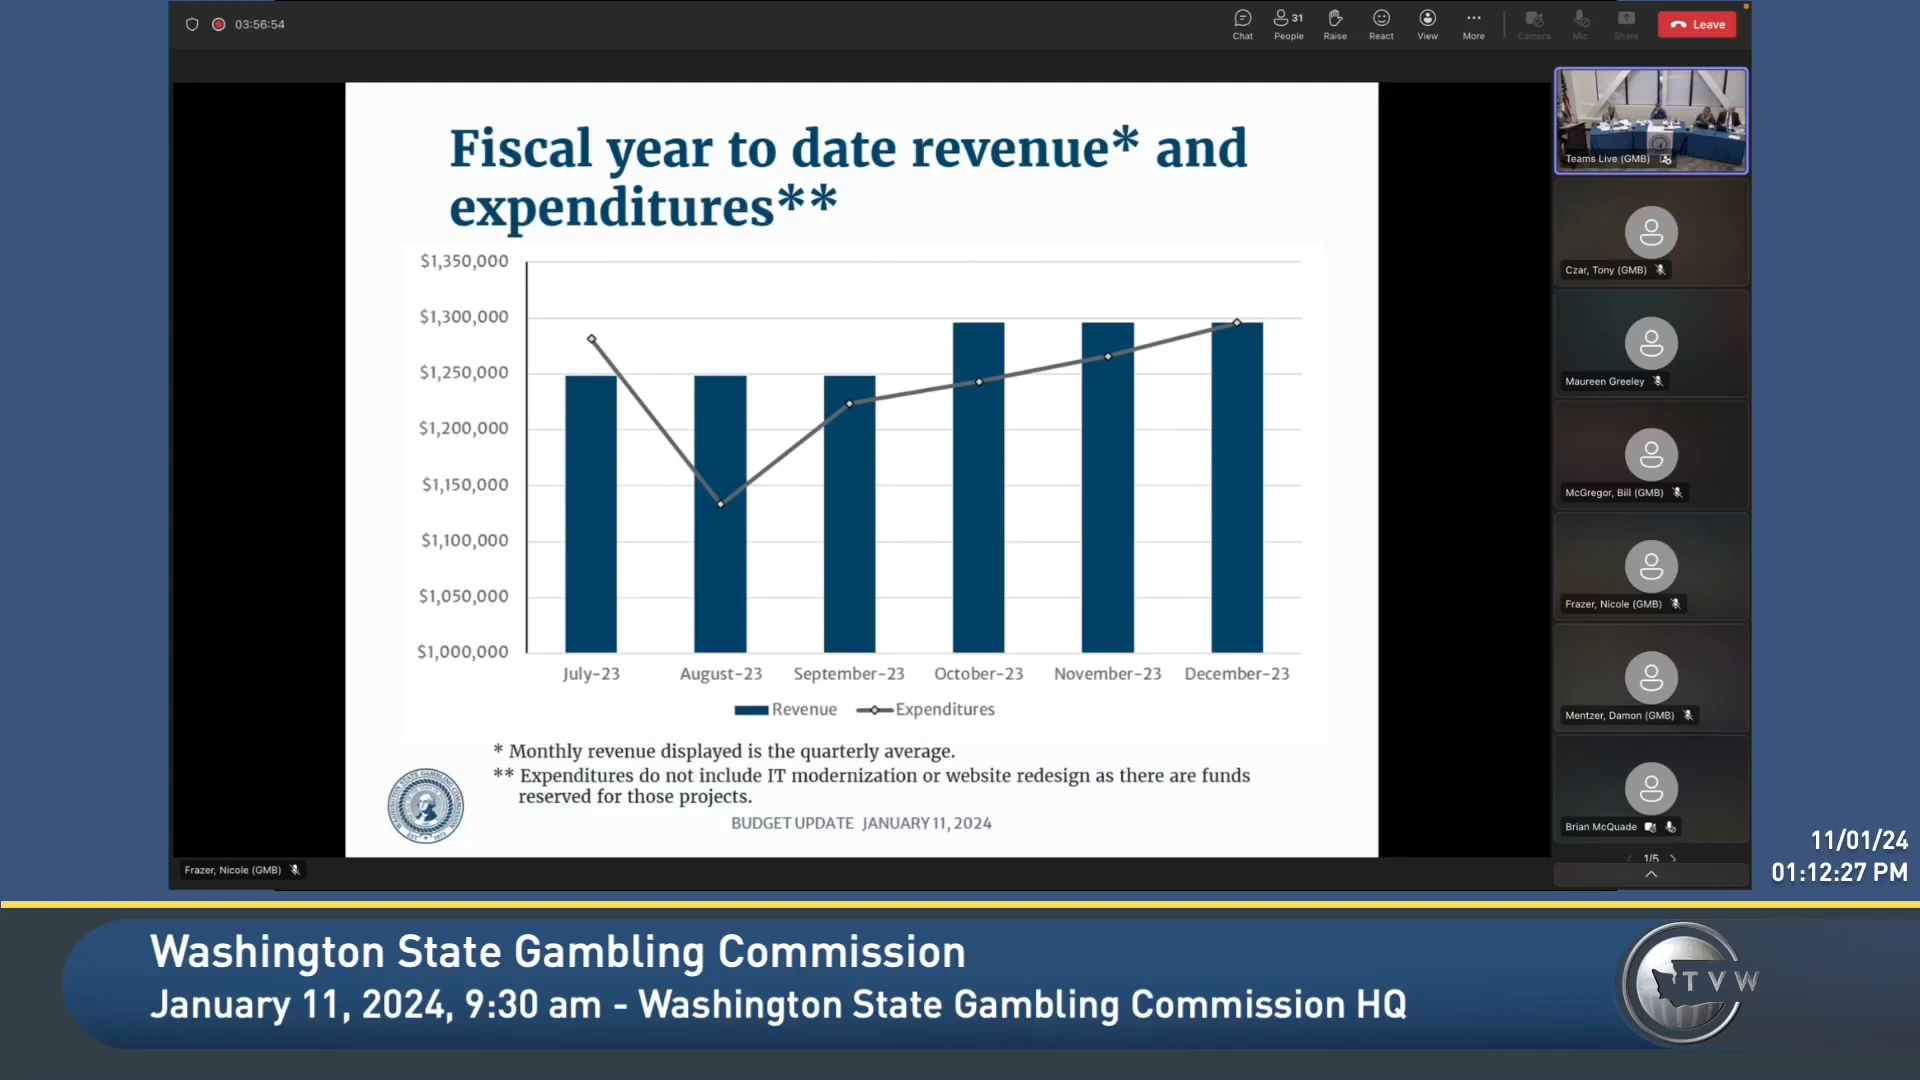 03:56:54
Chat
31
People
Raise
React
View
More
Camera
Mic
Share
Leave
Fiscal year to date revenue* and
expenditures**
$1,350,000
$1,300,000
$1,250,000
$1,200,000
$1,150,000
$1,100,000
$1,050,000
$1,000,000
July-23 August-23 September-23 October-23 November-23 December-23
Revenue Expenditures
* Monthly revenue displayed is the quarterly average.
** Expenditures do not include IT modernization or website redesign as there are funds
reserved for those projects.
BUDGET UPDATE JANUARY 11, 2024
Frazer, Nicole (GMB)
Teams Live (GMB)
Czar, Tony (GMB)
Maureen Greeley
McGregor, Bill (GMB)
Frazer, Nicole (GMB)
Mentzer, Damon (GMB)
Brian McQuade
1/5
11/01/24
01:12:27 PM
Washington State Gambling Commission
January 11, 2024, 9:30 am - Washington State Gambling Commission HQ
TVW